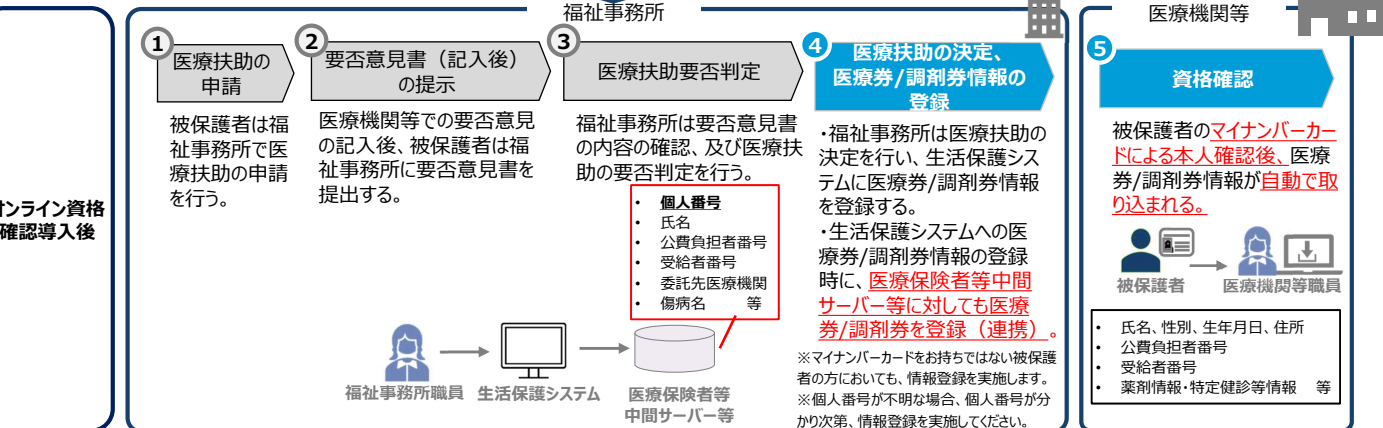 福祉事務所
医療機関等
ンライン資格
確認導入後
1
医療扶助の
申請
被保護者は福
祉事務所で医
療扶助の申請
を行う。
2
要否意見書（記入後）
の提示
医療機関等での要否意見
の記入後、被保護者は福
祉事務所に要否意見書を
提出する。
3
医療扶助要否判定
福祉事務所は要否意見書
の内容の確認、及び医療扶
助の要否判定を行う。
• 個人番号
• 氏名
• 公費負担者番号
• 受給者番号
• 委託先医療機関
• 傷病名 等
福祉事務所職員
生活保護システム
医療保険者等
中間サーバー等
4
医療扶助の決定、
医療券/調剤券情報の
登録
・福祉事務所は医療扶助の
決定を行い、生活保護シス
テムに医療券/調剤券情報
を登録する。
・生活保護システムへの医
療券/調剤券情報の登録
時に、医療保険者等中間
サーバー等に対しても医療
券/調剤券を登録（連携）。
※マイナンバーカードをお持ちではない被保護
者の方においても、情報登録を実施します。
※個人番号が不明な場合、個人番号が分
かり次第、情報登録を実施してください。
5
資格確認
被保護者のマイナンバーカー
ドによる本人確認後、医療
券/調剤券情報が自動で取
り込まれる。
被保護者
医療機関等職員
• 氏名、性別、生年月日、住所
• 公費負担者番号
• 受給者番号
• 薬剤情報・特定健診等情報 等